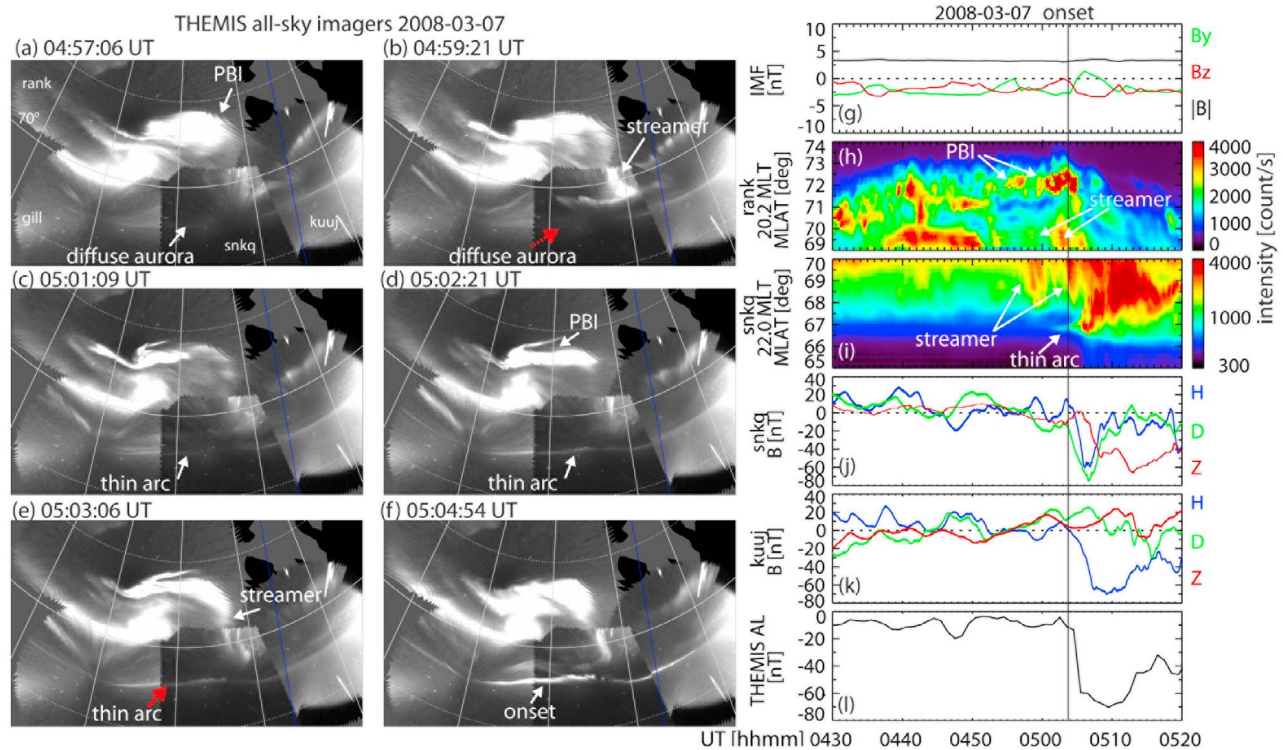 THEMIS all-sky imagers 2008-03-07
(a) 04:57:06 UT
(b) 04:59:21 UT
rank
PBI
70°
gill
diffuse aurora
snkq
kuuj
streamer
diffuse aurora
(c) 05:01:09 UT
(d) 05:02:21 UT
thin arc
PBI
thin arc
(e) 05:03:06 UT
(f) 05:04:54 UT
streamer
thin arc
onset
2008-03-07 onset
IMF
[nT]
10
5
0
-5
-10
(g)
By
Bz
|B|
rank
20.2 MLT
MLAT [deg]
74
73
72
71
70
69
(h)
PBI
streamer
4000
3000
2000
1000
0
snkq
22.0 MLT
MLAT [deg]
70
69
68
67
66
65
streamer
thin arc
(i)
4000
1000
300
intensity [count/s]
snkq
B [nT]
40
20
0
-20
-40
-60
-80
(j)
H
D
Z
kuuj
B [nT]
40
20
0
-20
-40
-60
-80
(k)
H
D
Z
THEMIS AL
[nT]
0
-20
-40
-60
-80
(l)
UT [hhmm] 0430 0440 0450 0500 0510 0520